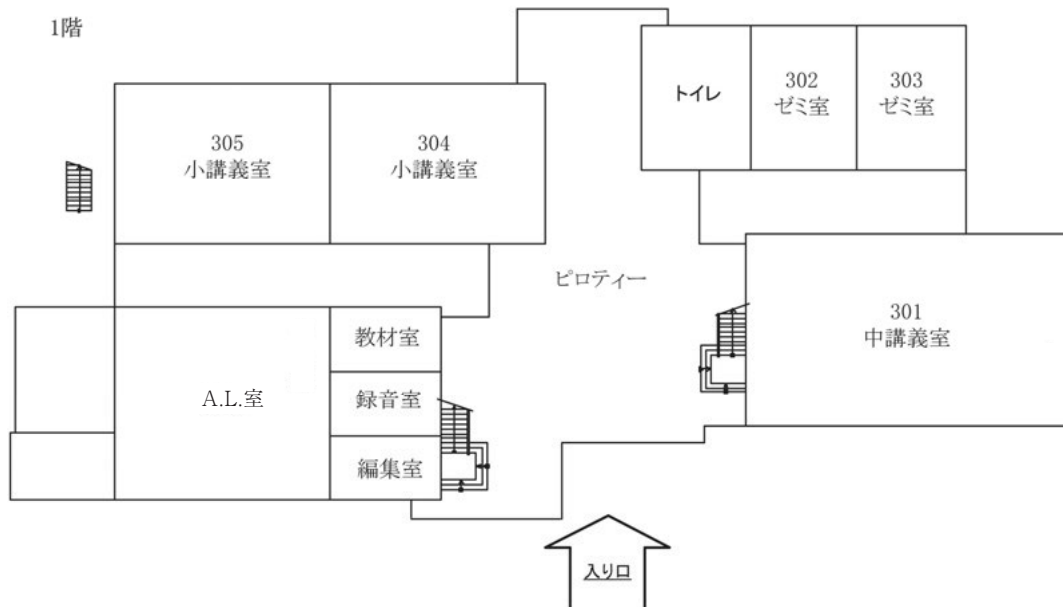 1階
トイレ
302
ゼミ室
303
ゼミ室
305
小講義室
304
小講義室
ピロティー
301
中講義室
教材室
A.L.室
録音室
編集室
入り口